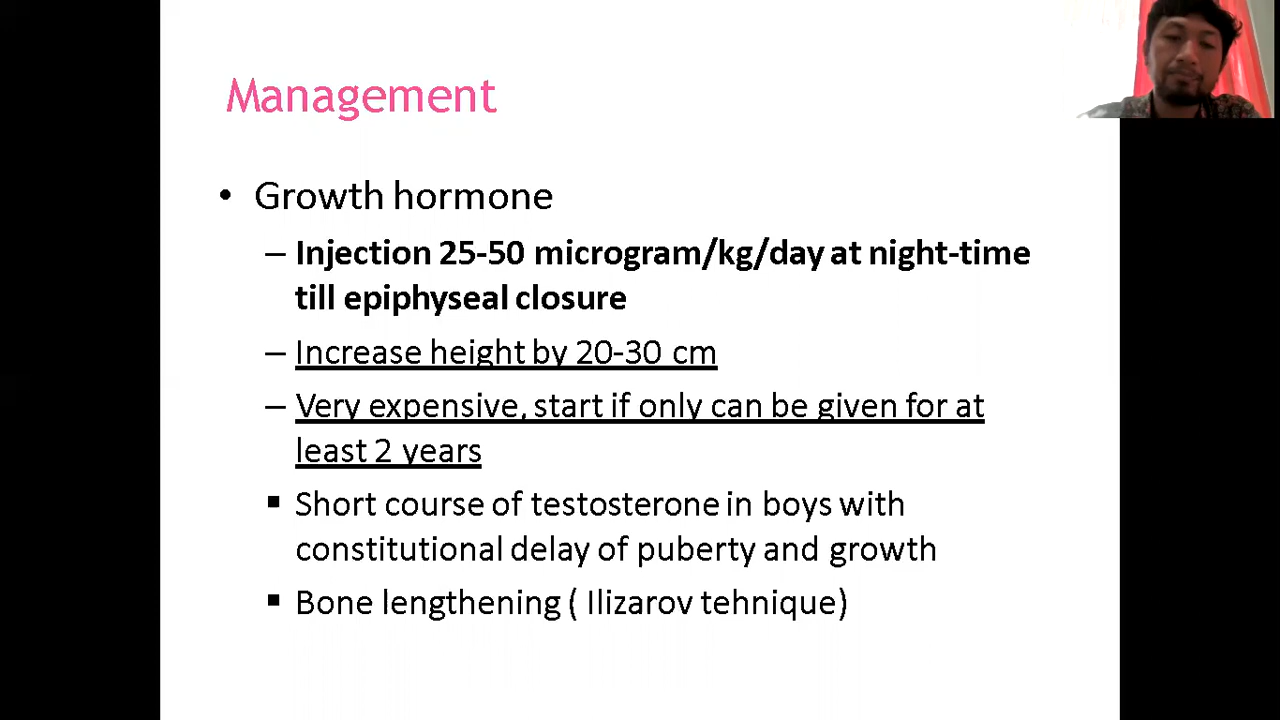 Management
• Growth hormone
– Injection 25-50 microgram/kg/day at night-time
till epiphyseal closure
– Increase height by 20-30 cm
– Very expensive, start if only can be given for at
least 2 years
▪ Short course of testosterone in boys with
constitutional delay of puberty and growth
▪ Bone lengthening ( Ilizarov tehnique)